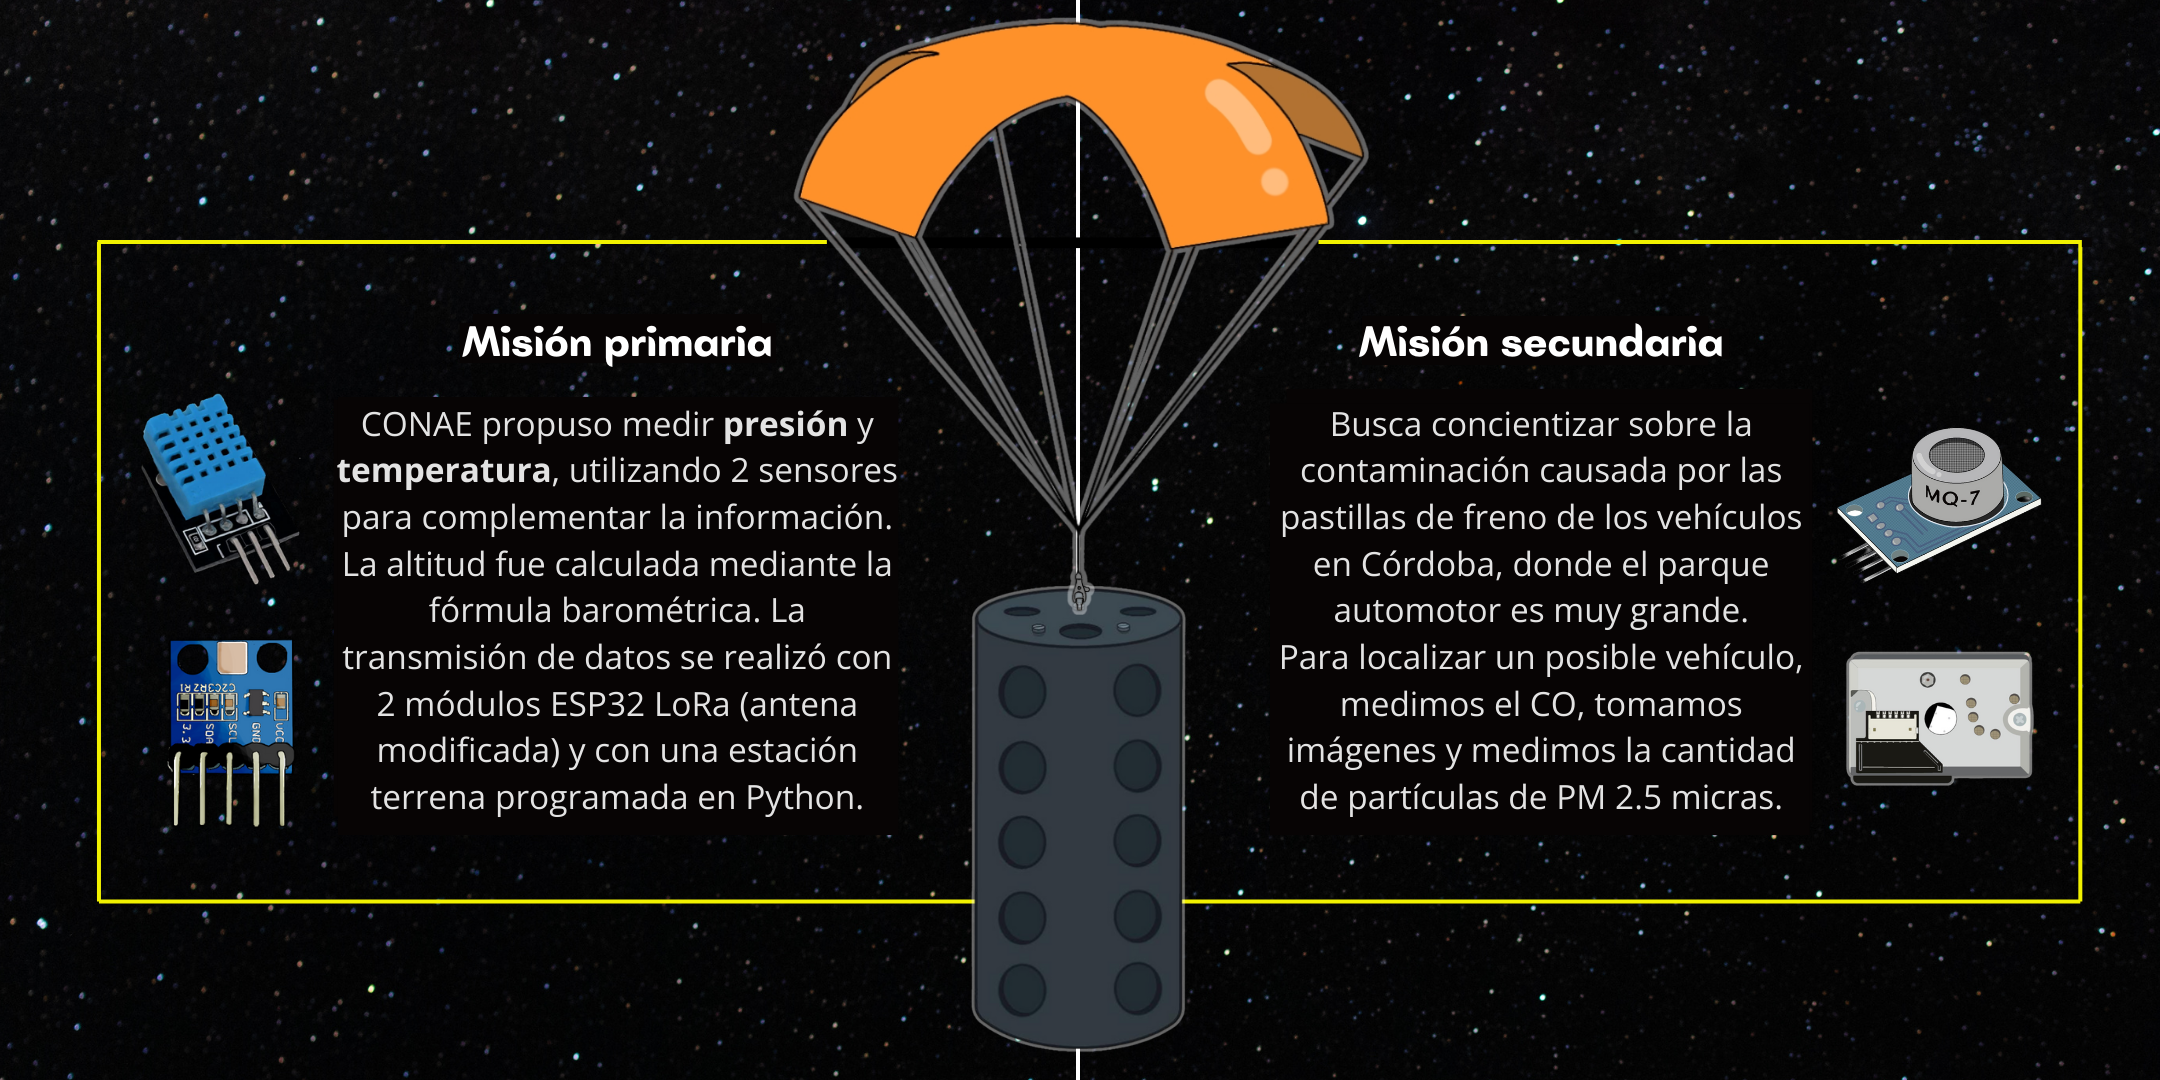 Misión primaria
CONAE propuso medir presión y
temperatura, utilizando 2 sensores
para complementar la información.
La altitud fue calculada mediante la
fórmula barométrica. La
transmisión de datos se realizó con
2 módulos ESP32 LoRa (antena
modificada) y con una estación
terrena programada en Python.
R1 R2 C3 C2
3.3 SDA SCL GND VCC
Misión secundaria
Busca concientizar sobre la
contaminación causada por las
pastillas de freno de los vehículos
en Córdoba, donde el parque
automotor es muy grande.
Para localizar un posible vehículo,
medimos el CO, tomamos
imágenes y medimos la cantidad
de partículas de PM 2.5 micras.
MQ-7